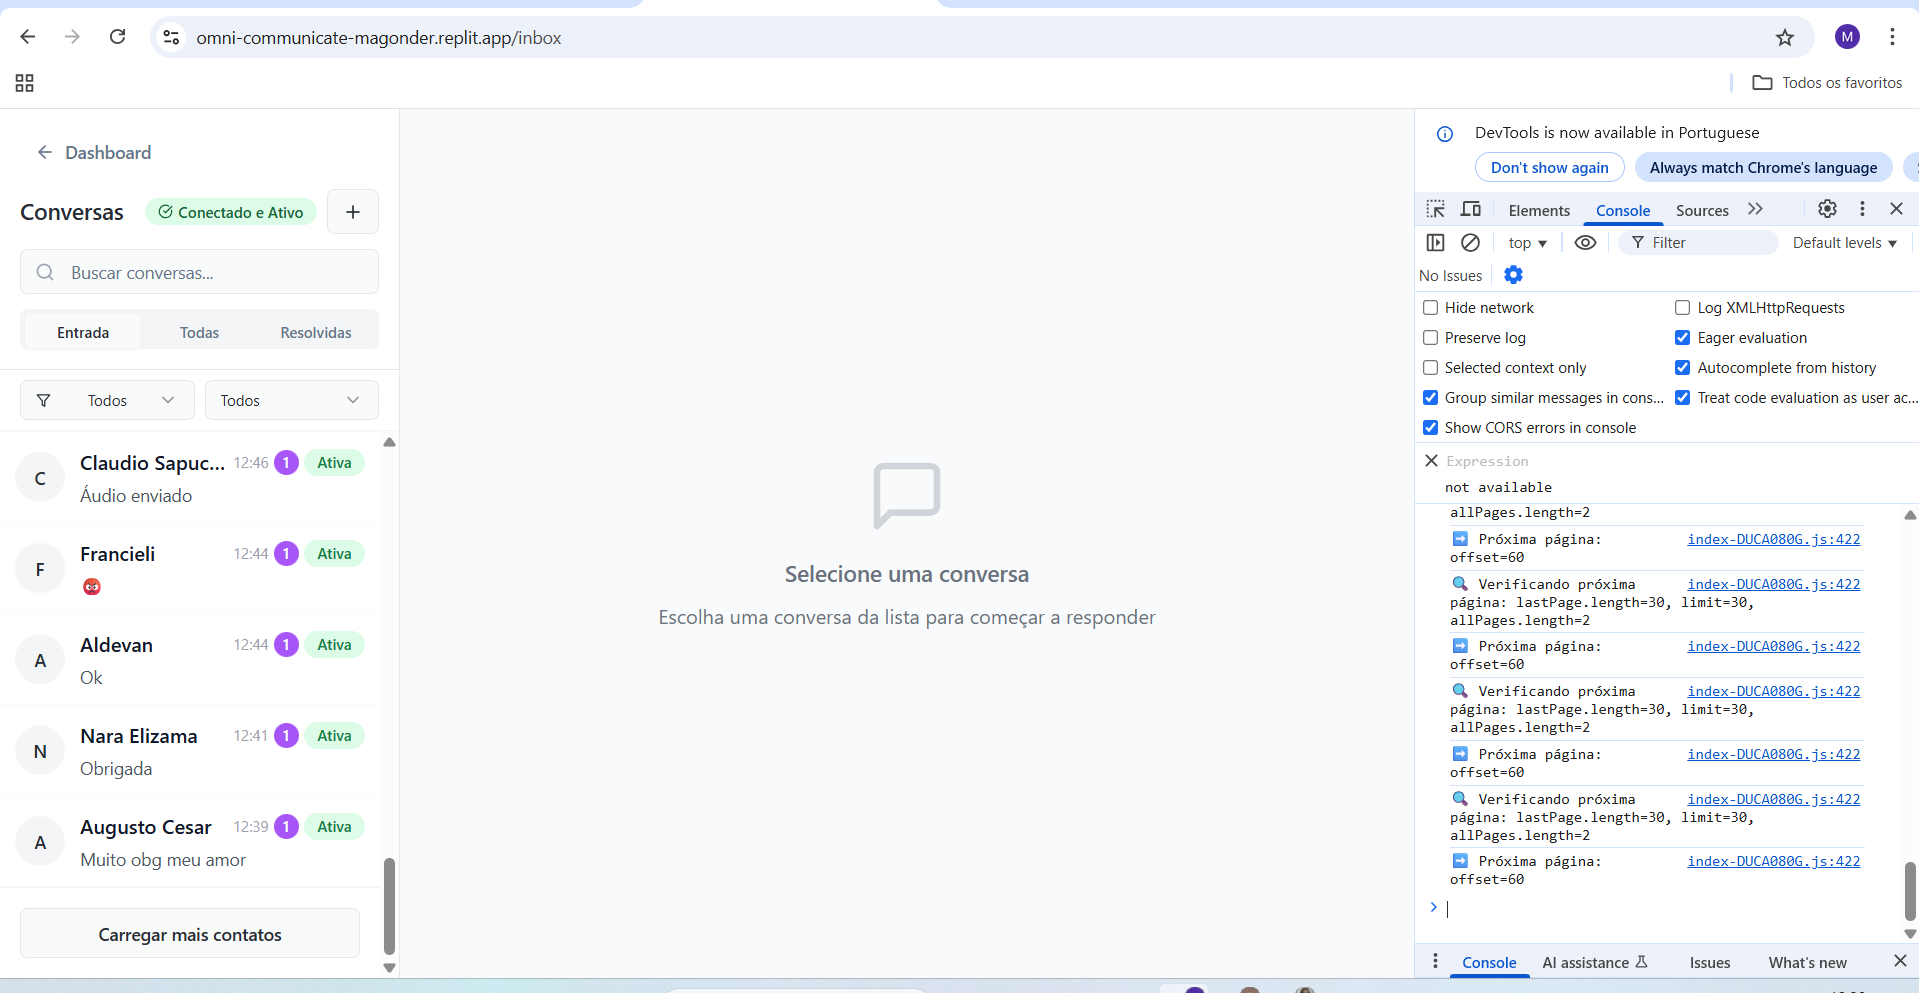 omni-communicate-magonder.replit.app/inbox
M
Todos os favoritos
Dashboard
Conversas
Conectado e Ativo
Buscar conversas...
Entrada
Todas
Resolvidas
Todos
Todos
C
Claudio Sapuc...
12:46
1
Ativa
Áudio enviado
F
Francieli
12:44
1
Ativa
A
Aldevan
12:44
1
Ativa
Ok
N
Nara Elizama
12:41
1
Ativa
Obrigada
A
Augusto Cesar
12:39
1
Ativa
Muito obg meu amor
Carregar mais contatos
Selecione uma conversa
Escolha uma conversa da lista para começar a responder
DevTools is now available in Portuguese
Don't show again
Always match Chrome's language
Elements
Console
Sources
top
Filter
Default levels
No Issues
Hide network
Log XMLHttpRequests
Preserve log
Eager evaluation
Selected context only
Autocomplete from history
Group similar messages in cons...
Treat code evaluation as user ac...
Show CORS errors in console
Expression
not available
allPages.length=2
➡️ Próxima página: index-DUCA080G.js:422
offset=60
🔍 Verificando próxima index-DUCA080G.js:422
página: lastPage.length=30, limit=30,
allPages.length=2
➡️ Próxima página: index-DUCA080G.js:422
offset=60
🔍 Verificando próxima index-DUCA080G.js:422
página: lastPage.length=30, limit=30,
allPages.length=2
➡️ Próxima página: index-DUCA080G.js:422
offset=60
🔍 Verificando próxima index-DUCA080G.js:422
página: lastPage.length=30, limit=30,
allPages.length=2
➡️ Próxima página: index-DUCA080G.js:422
offset=60
Console
AI assistance
Issues
What's new